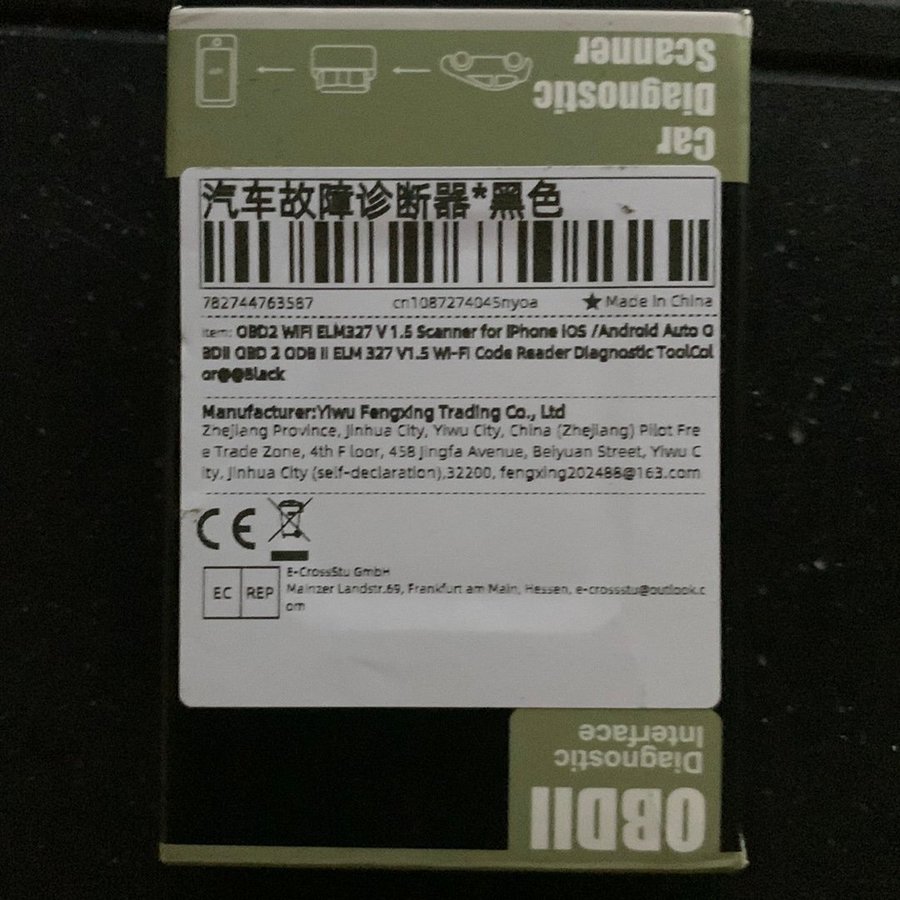 Car
Diagnostic
Scanner
汽车故障诊断器*黑色
782744763587 cn1087274045nyoa ★ Made In China
Item: OBD2 WIFI ELM327 V 1.5 Scanner for iPhone IOS /Android Auto O
BDII OBD 2 ODB II ELM 327 V1.5 WI-FI Code Reader Diagnostic ToolCol
or@@Black
Manufacturer:Yiwu Fengxing Trading Co., Ltd
Zhejiang Province, Jinhua City, Yiwu City, China (Zhejiang) Pilot Fre
e Trade Zone, 4th F loor, 458 Jingfa Avenue, Beiyuan Street, Yiwu C
ity, Jinhua City (self-declaration),32200, fengxing202488@163.com
CE
EC REP
E-CrossStu GmbH
Mainzer Landstr.69, Frankfurt am Main, Hessen, e-crossstu@outlook.c
om
OBDII
Diagnostic
Interface